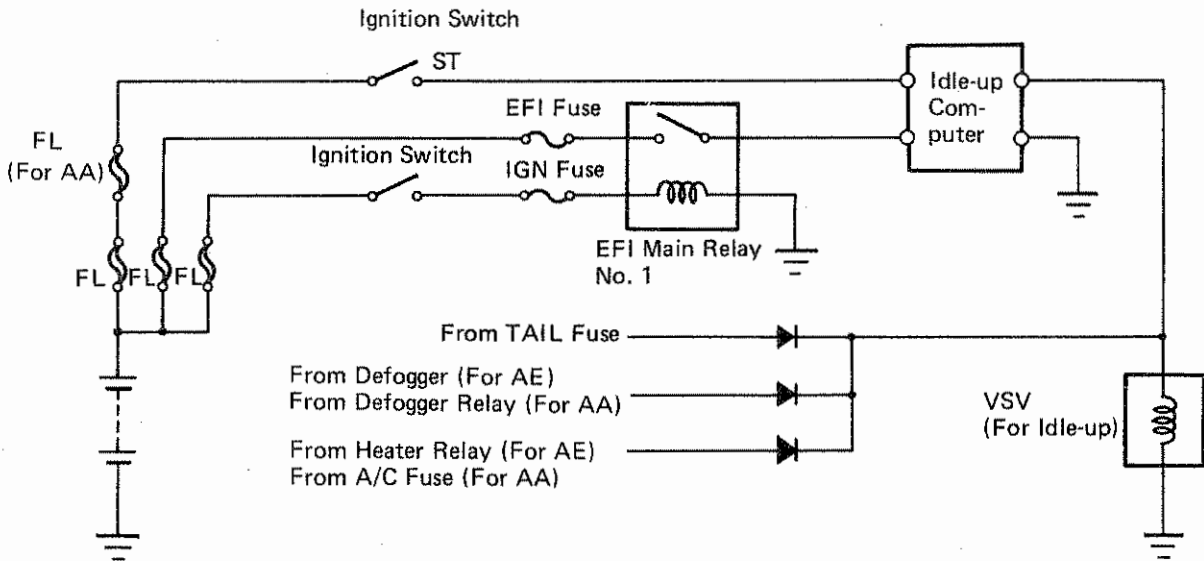 Ignition Switch
ST
Idle-up
Com-
puter
EFI Fuse
FL
(For AA)
Ignition Switch
IGN Fuse
EFI Main Relay
No. 1
FL
FL
FL
From TAIL Fuse
From Defogger (For AE)
From Defogger Relay (For AA)
VSV
(For Idle-up)
From Heater Relay (For AE)
From A/C Fuse (For AA)